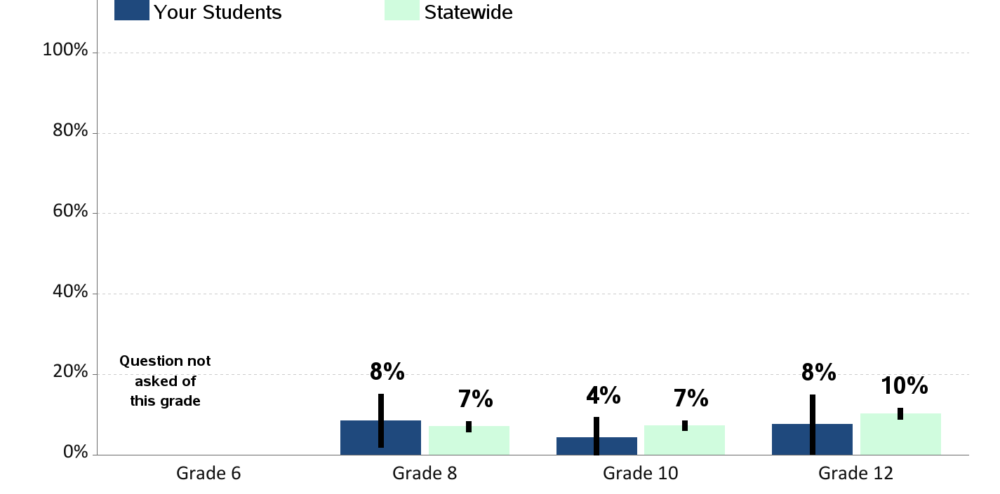 Your Students
Statewide
100%
80%
60%
40%
20%
0%
Question not
asked of
this grade
8%
7%
4%
7%
8%
10%
Grade 6
Grade 8
Grade 10
Grade 12